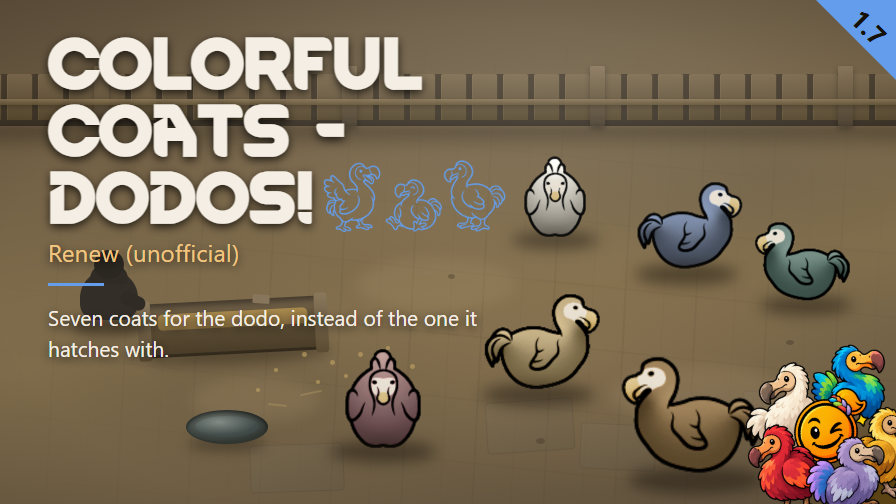 COLORFUL
COATS -
DODOS!
Renew (unofficial)
Seven coats for the dodo, instead of the one it
hatches with.
1.7